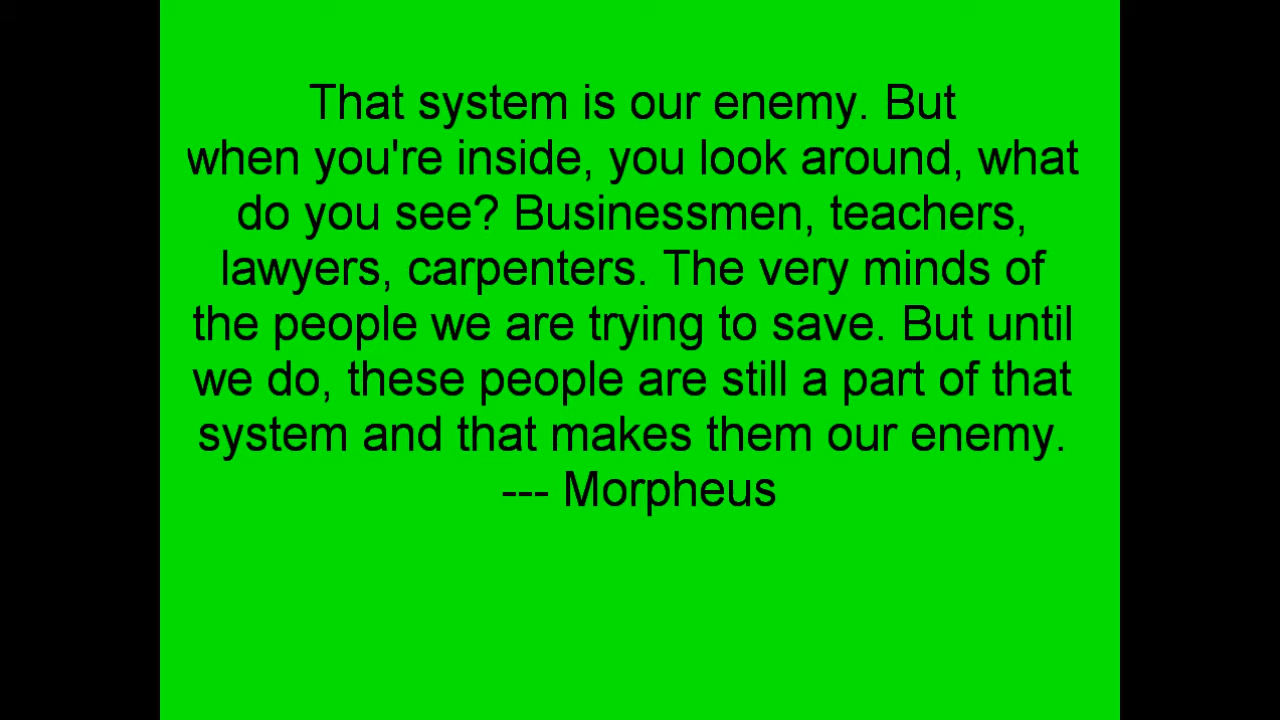 That system is our enemy. But
when you're inside, you look around, what
do you see? Businessmen, teachers,
lawyers, carpenters. The very minds of
the people we are trying to save. But until
we do, these people are still a part of that
system and that makes them our enemy.
--- Morpheus